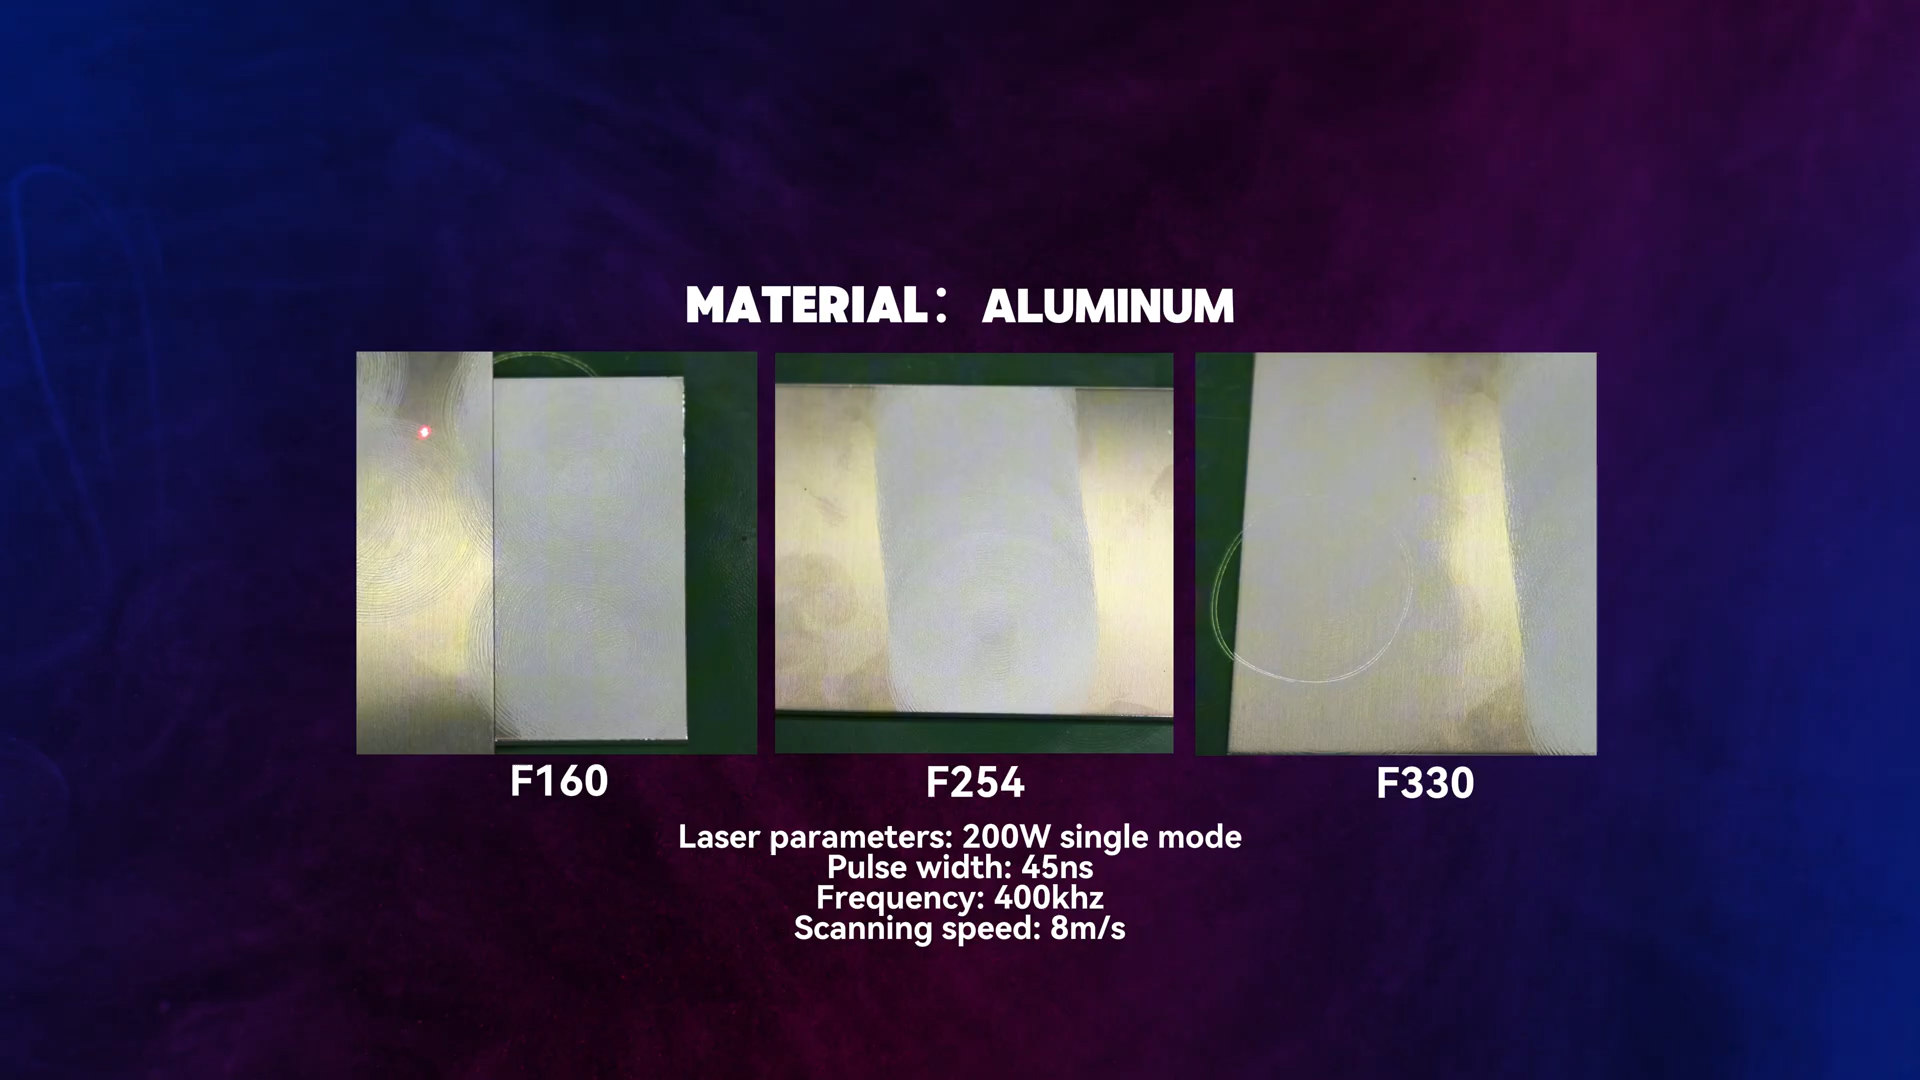 MATERIAL： ALUMINUM
F160
F254
F330
Laser parameters: 200W single mode
Pulse width: 45ns
Frequency: 400khz
Scanning speed: 8m/s